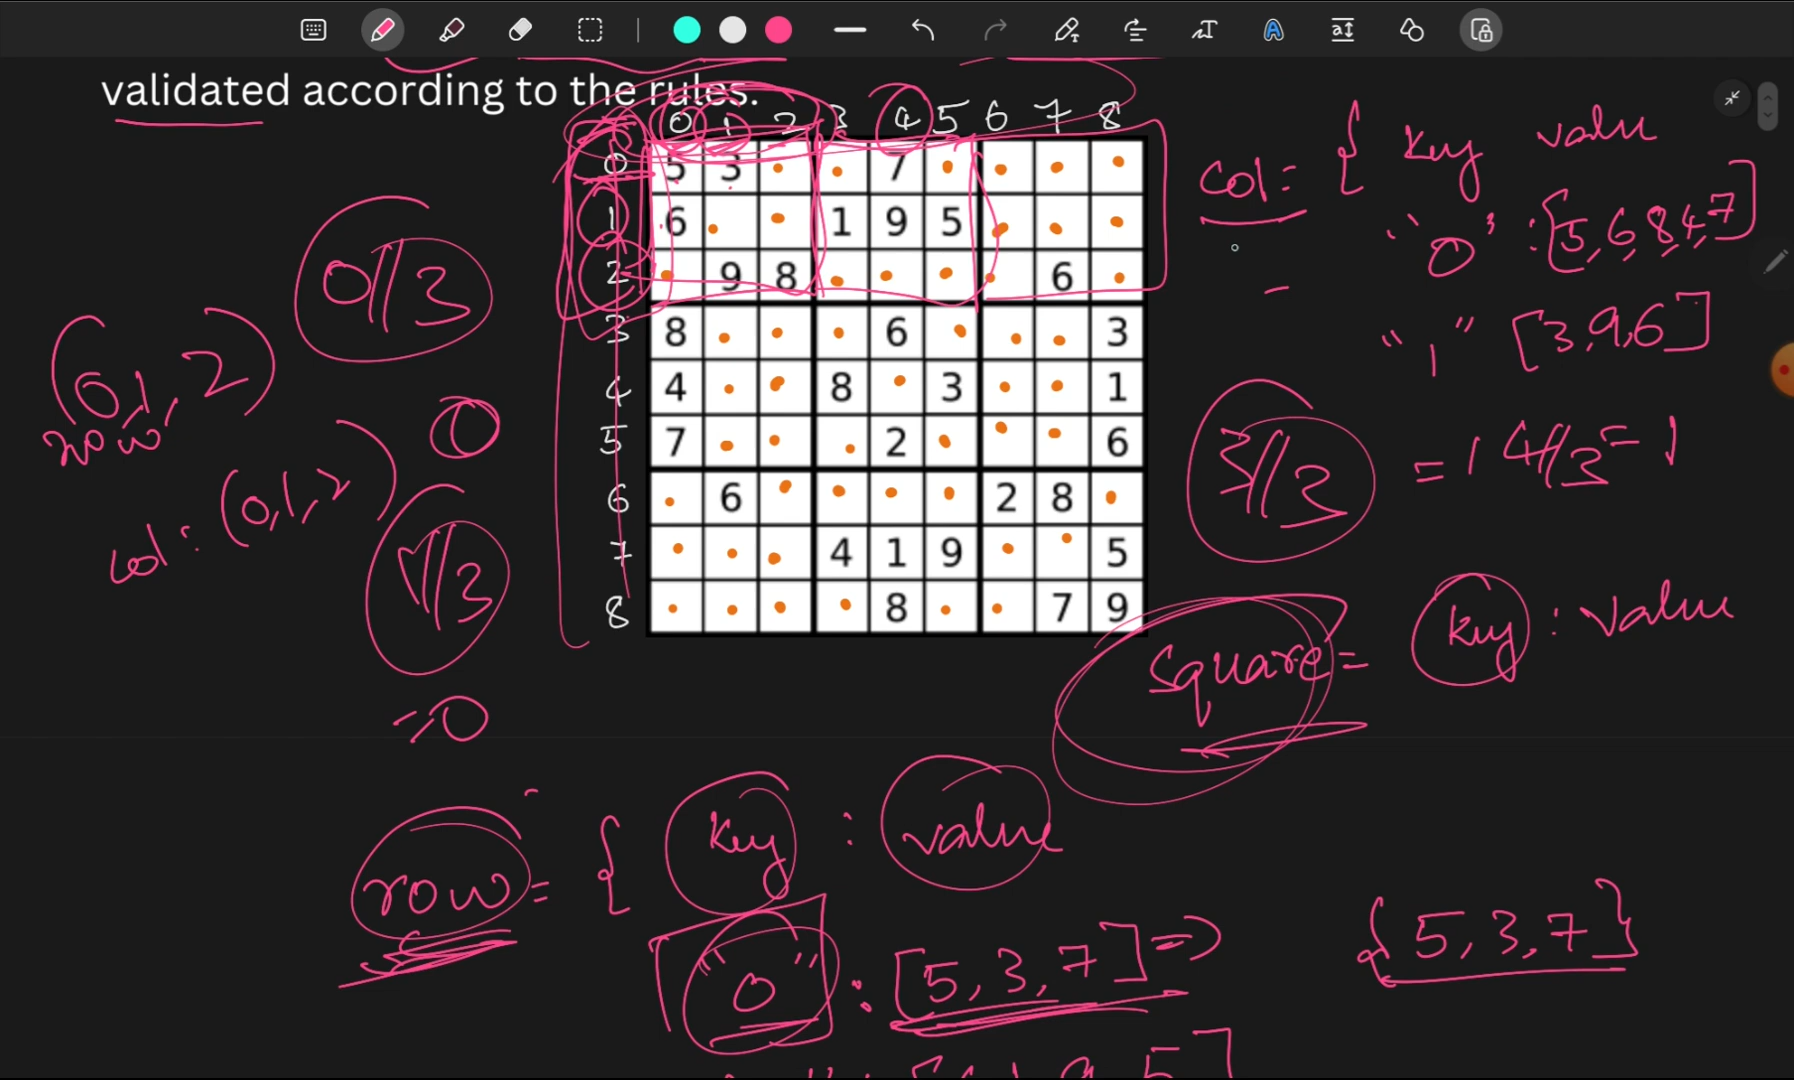 validated according to the rules.
0 1 2 3 4 5 6 7 8
0 5 3 7
1 6 1 9 5
2 9 8 6
3 8 6 3
4 4 8 3 1
5 7 2 6
6 6 2 8
7 4 1 9 5
8 8 7 9
col = { key value
"0" : [5, 6, 8, 4, 7]
"1" [3, 9, 6]
0//3
(0, 1, 2)
row
0
col : (0, 1, 2)
1//3
= 0
3//3 = 1 4//3 = 1
square = key : value
row = { key : value
"0" : [5, 3, 7] =>
{5, 3, 7}